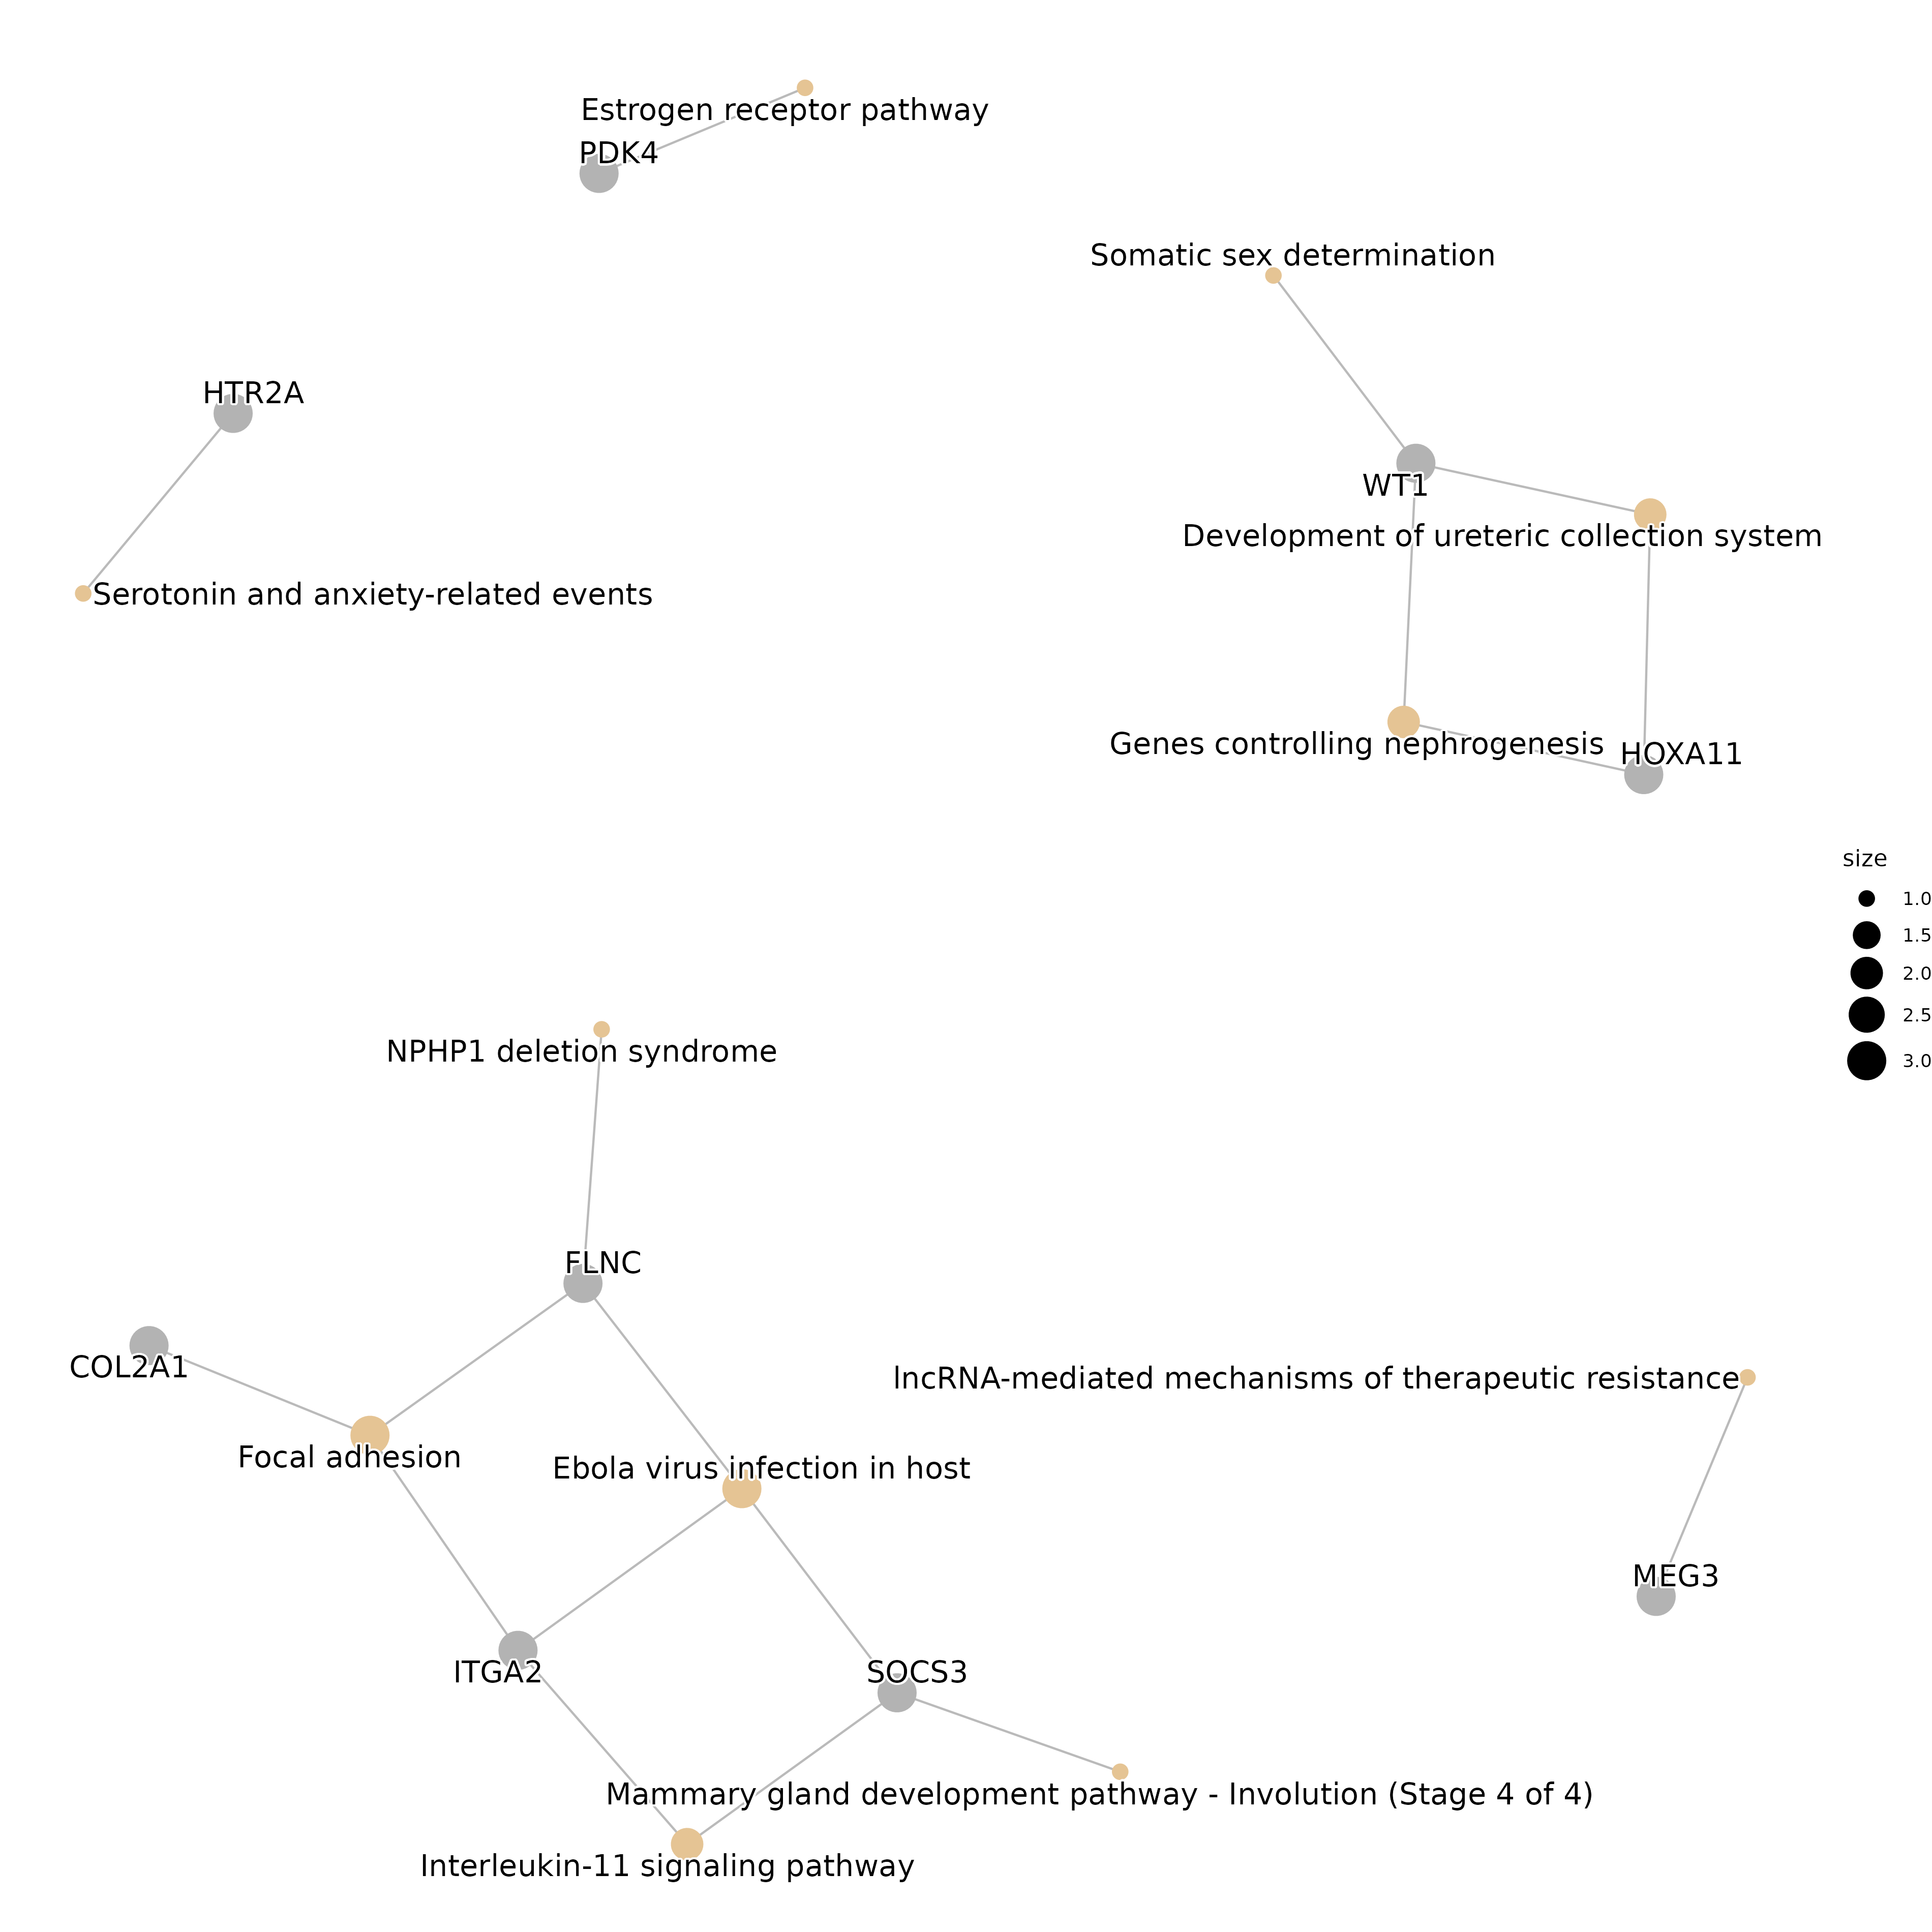 Estrogen receptor pathway
PDK4
Somatic sex determination
HTR2A
WT1
Development of ureteric collection system
Serotonin and anxiety-related events
Genes controlling nephrogenesis
HOXA11
size
1.0
1.5
2.0
2.5
3.0
NPHP1 deletion syndrome
FLNC
COL2A1
lncRNA-mediated mechanisms of therapeutic resistance
Focal adhesion
Ebola virus infection in host
MEG3
ITGA2
SOCS3
Mammary gland development pathway - Involution (Stage 4 of 4)
Interleukin-11 signaling pathway